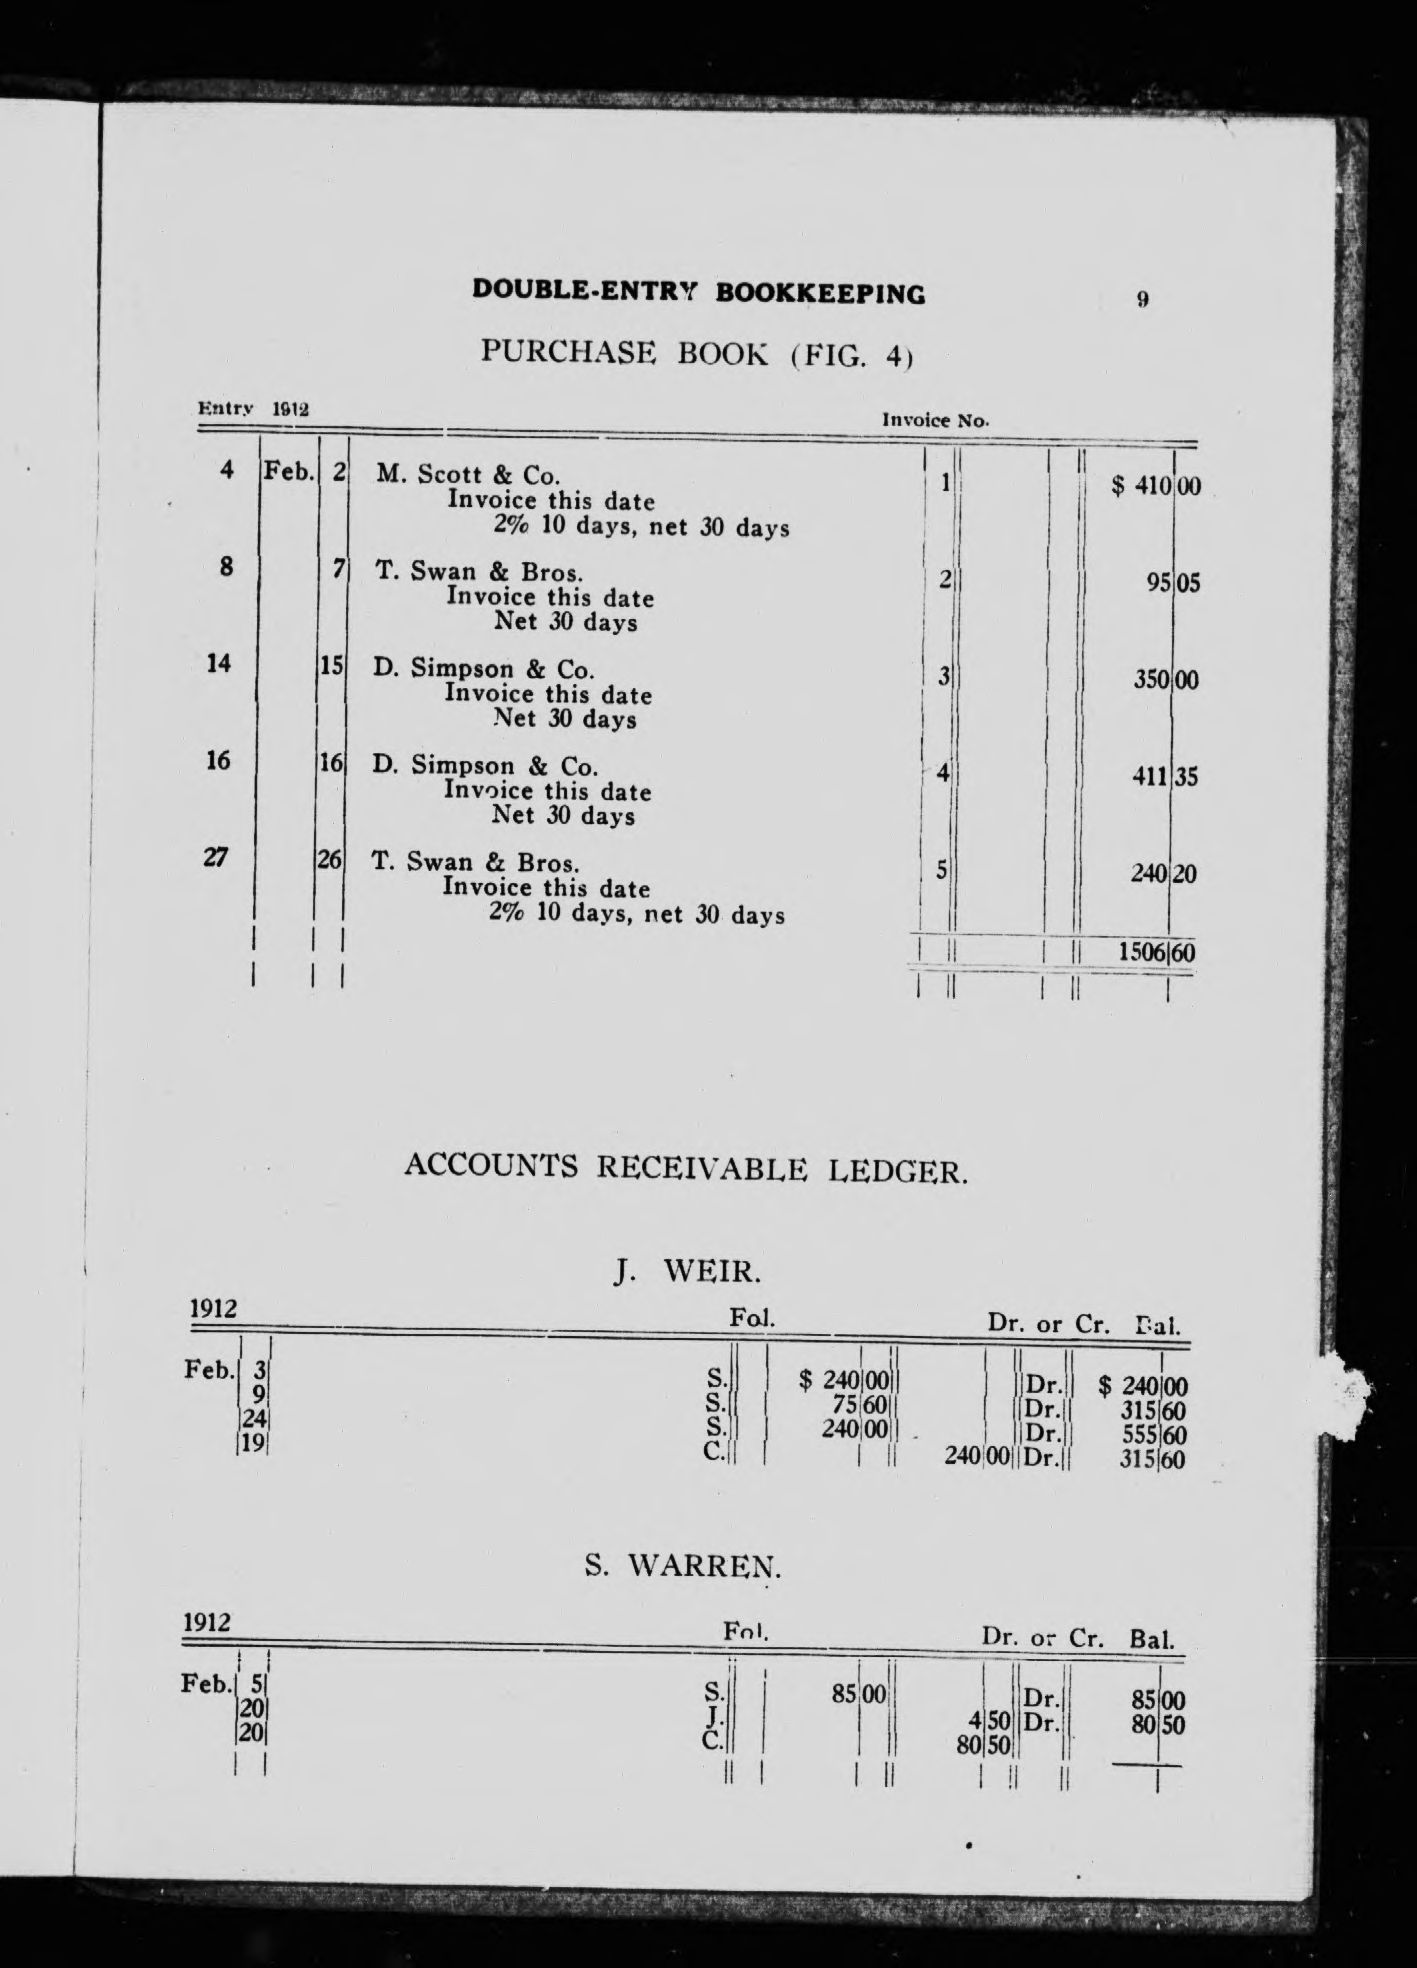 DOUBLE-ENTRY BOOKKEEPING 9
PURCHASE BOOK (FIG. 4)
Entry 1912 Invoice No.
4 Feb. 2 M. Scott & Co. 1 $ 410 00
Invoice this date
2% 10 days, net 30 days
8 7 T. Swan & Bros. 2 95 05
Invoice this date
Net 30 days
14 15 D. Simpson & Co. 3 350 00
Invoice this date
Net 30 days
16 16 D. Simpson & Co. 4 411 35
Invoice this date
Net 30 days
27 26 T. Swan & Bros. 5 240 20
Invoice this date
2% 10 days, net 30 days
1506 60
ACCOUNTS RECEIVABLE LEDGER.
J. WEIR.
1912 Fol. Dr. or Cr. Bal.
Feb. 3 S. $ 240 00 Dr. $ 240 00
9 S. 75 60 Dr. 315 60
24 S. 240 00 Dr. 555 60
19 C. 240 00 Dr. 315 60
S. WARREN.
1912 Fol. Dr. or Cr. Bal.
Feb. 5 S. 85 00 Dr. 85 00
20 J. 4 50 Dr. 80 50
20 C. 80 50